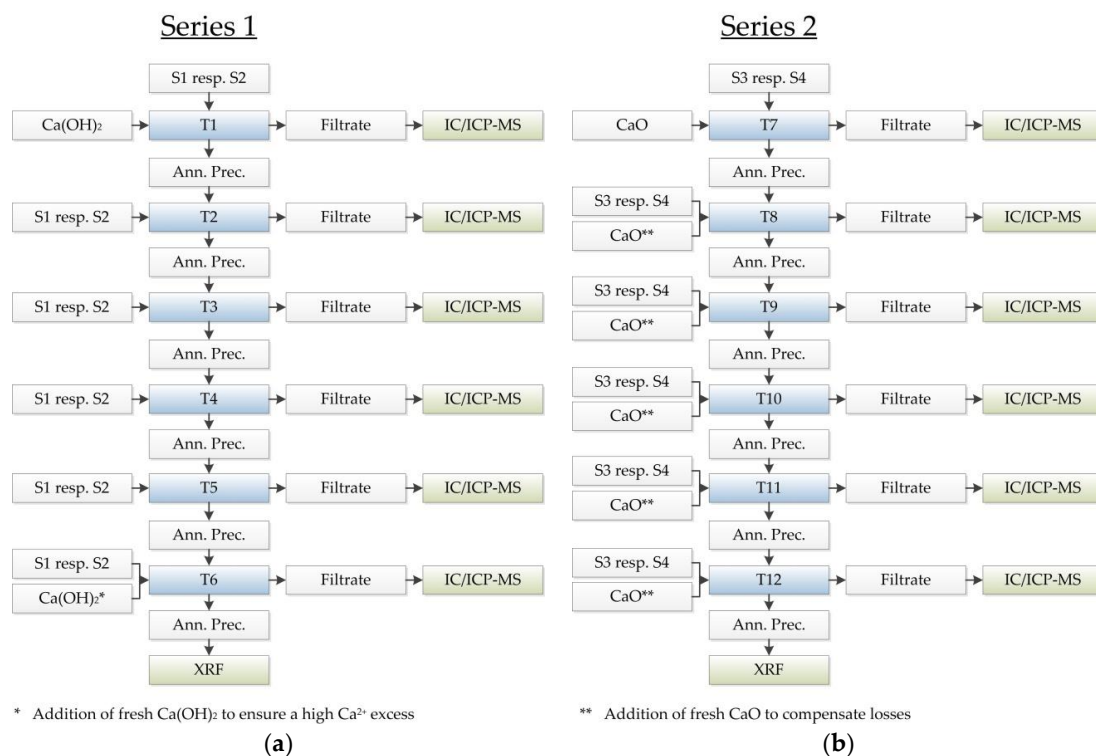 Series 1
S1 resp. S2
Ca(OH)₂ T1 Filtrate IC/ICP-MS
Ann. Prec.
S1 resp. S2 T2 Filtrate IC/ICP-MS
Ann. Prec.
S1 resp. S2 T3 Filtrate IC/ICP-MS
Ann. Prec.
S1 resp. S2 T4 Filtrate IC/ICP-MS
Ann. Prec.
S1 resp. S2 T5 Filtrate IC/ICP-MS
Ann. Prec.
S1 resp. S2
T6 Filtrate IC/ICP-MS
Ca(OH)₂*
Ann. Prec.
XRF
* Addition of fresh Ca(OH)₂ to ensure a high Ca²⁺ excess
(a)
Series 2
S3 resp. S4
CaO T7 Filtrate IC/ICP-MS
Ann. Prec.
S3 resp. S4
T8 Filtrate IC/ICP-MS
CaO**
Ann. Prec.
S3 resp. S4
T9 Filtrate IC/ICP-MS
CaO**
Ann. Prec.
S3 resp. S4
T10 Filtrate IC/ICP-MS
CaO**
Ann. Prec.
S3 resp. S4
T11 Filtrate IC/ICP-MS
CaO**
Ann. Prec.
S3 resp. S4
T12 Filtrate IC/ICP-MS
CaO**
Ann. Prec.
XRF
** Addition of fresh CaO to compensate losses
(b)